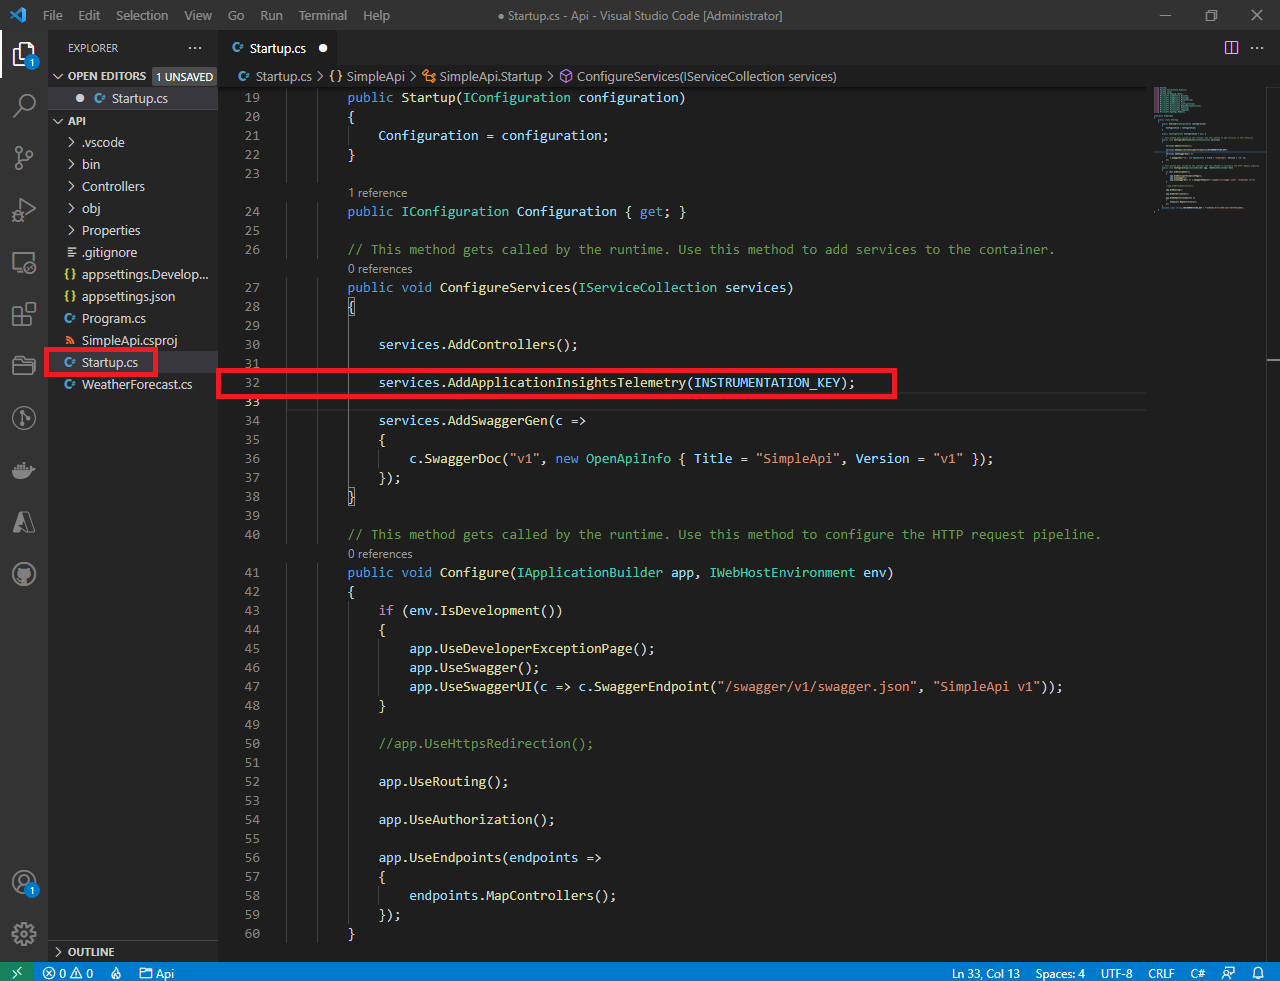 File Edit Selection View Go Run Terminal Help
● Startup.cs - Api - Visual Studio Code [Administrator]
EXPLORER
OPEN EDITORS 1 UNSAVED
Startup.cs
API
.vscode
bin
Controllers
obj
Properties
.gitignore
appsettings.Develop...
appsettings.json
Program.cs
SimpleApi.csproj
Startup.cs
WeatherForecast.cs
OUTLINE
1
1
Startup.cs
Startup.cs > {} SimpleApi > SimpleApi.Startup > ConfigureServices(IServiceCollection services)
19 public Startup(IConfiguration configuration)
20 {
21 Configuration = configuration;
22 }
23
1 reference
24 public IConfiguration Configuration { get; }
25
26 // This method gets called by the runtime. Use this method to add services to the container.
0 references
27 public void ConfigureServices(IServiceCollection services)
28 {
29
30 services.AddControllers();
31
32 services.AddApplicationInsightsTelemetry(INSTRUMENTATION_KEY);
33
34 services.AddSwaggerGen(c =>
35 {
36 c.SwaggerDoc("v1", new OpenApiInfo { Title = "SimpleApi", Version = "v1" });
37 });
38 }
39
40 // This method gets called by the runtime. Use this method to configure the HTTP request pipeline.
0 references
41 public void Configure(IApplicationBuilder app, IWebHostEnvironment env)
42 {
43 if (env.IsDevelopment())
44 {
45 app.UseDeveloperExceptionPage();
46 app.UseSwagger();
47 app.UseSwaggerUI(c => c.SwaggerEndpoint("/swagger/v1/swagger.json", "SimpleApi v1"));
48 }
49
50 //app.UseHttpsRedirection();
51
52 app.UseRouting();
53
54 app.UseAuthorization();
55
56 app.UseEndpoints(endpoints =>
57 {
58 endpoints.MapControllers();
59 });
60 }
0 0 Api Ln 33, Col 13 Spaces: 4 UTF-8 CRLF C#